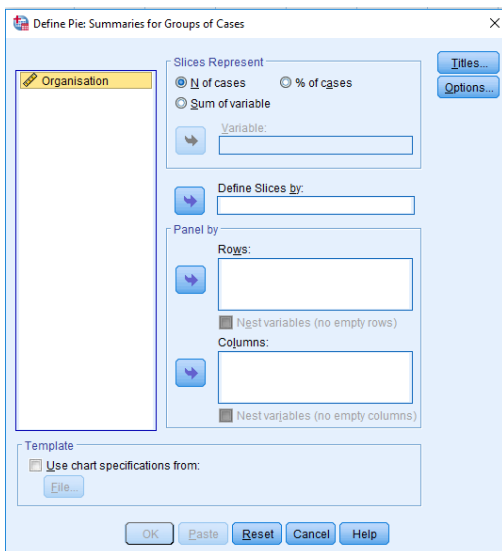 Define Pie: Summaries for Groups of Cases
Organisation
Slices Represent
N of cases
% of cases
Sum of variable
Variable:
Define Slices by:
Panel by
Rows:
Nest variables (no empty rows)
Columns:
Nest variables (no empty columns)
Titles...
Options...
Template
Use chart specifications from:
File...
OK Paste Reset Cancel Help